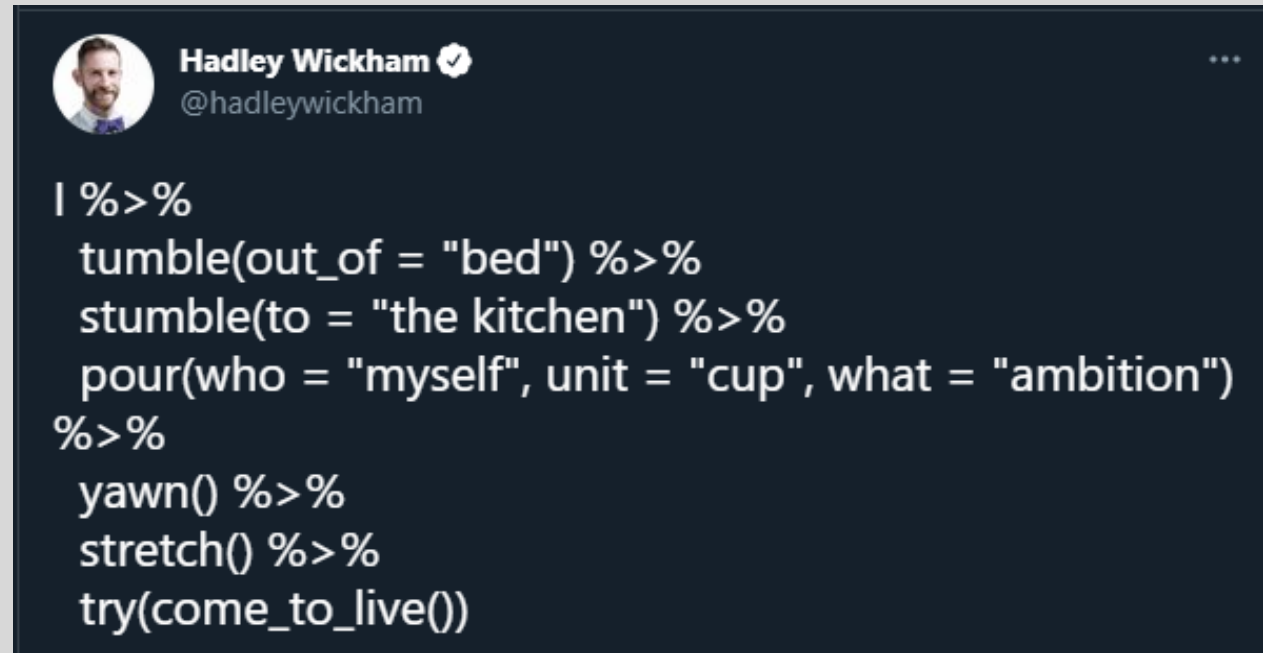 Hadley Wickham
@hadleywickham
I %>%
tumble(out_of = "bed") %>%
stumble(to = "the kitchen") %>%
pour(who = "myself", unit = "cup", what = "ambition")
%>%
yawn() %>%
stretch() %>%
try(come_to_live())